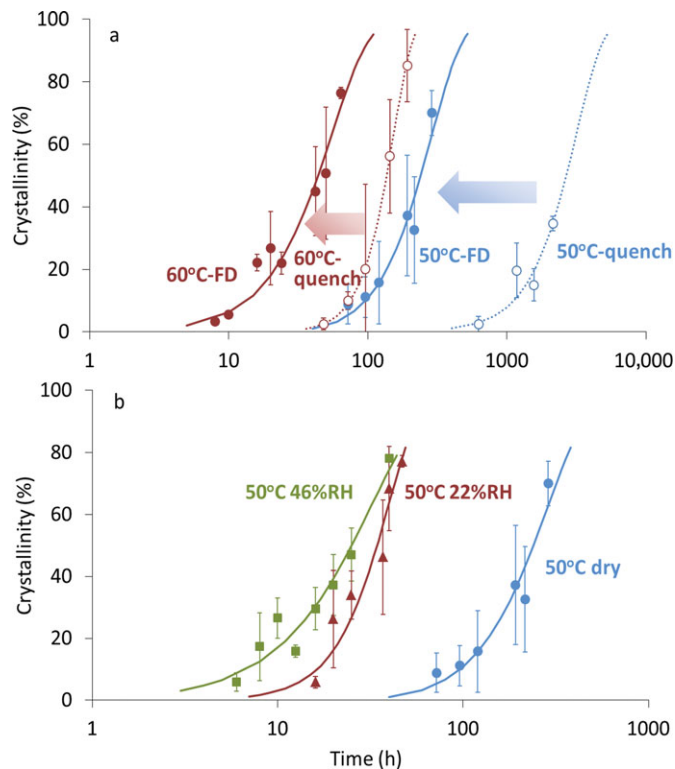 a
100
80
60
40
20
0
Crystallinity (%)
60°C-FD
60°C-
quench
50°C-FD
50°C-quench
1
10
100
1000
10,000
b
100
80
60
40
20
0
Crystallinity (%)
50°C 46%RH
50°C 22%RH
50°C dry
1
10
100
1000
Time (h)